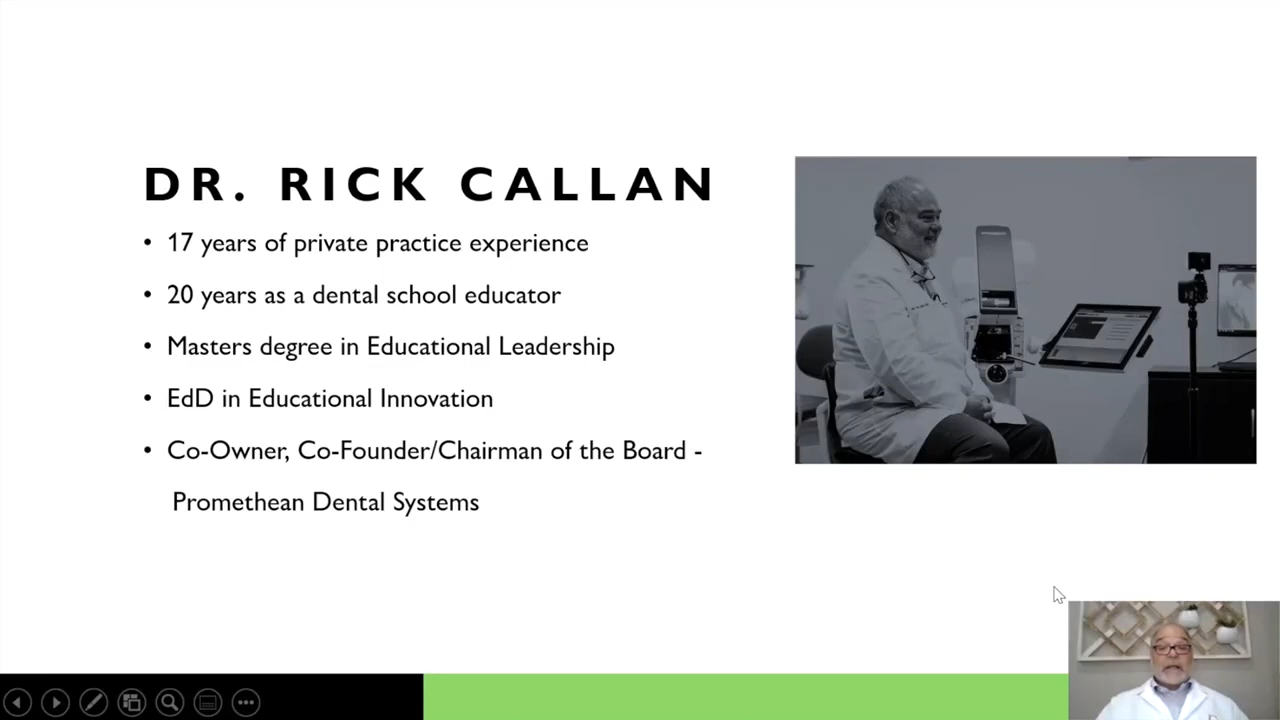 DR. RICK CALLAN
• 17 years of private practice experience
• 20 years as a dental school educator
• Masters degree in Educational Leadership
• EdD in Educational Innovation
• Co-Owner, Co-Founder/Chairman of the Board -
Promethean Dental Systems